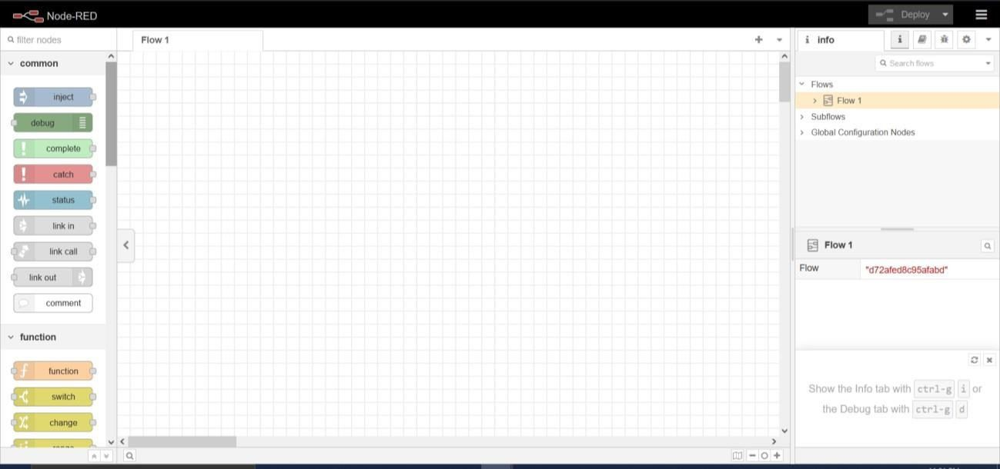 Node-RED
Deploy
filter nodes
Flow 1
info
common
Search flows
inject
debug
complete
catch
status
link in
link call
link out
comment
function
function
switch
change
Flows
Flow 1
Subflows
Global Configuration Nodes
Flow 1
Flow "d72afed8c95afabd"
Show the Info tab with ctrl-g i or
the Debug tab with ctrl-g d